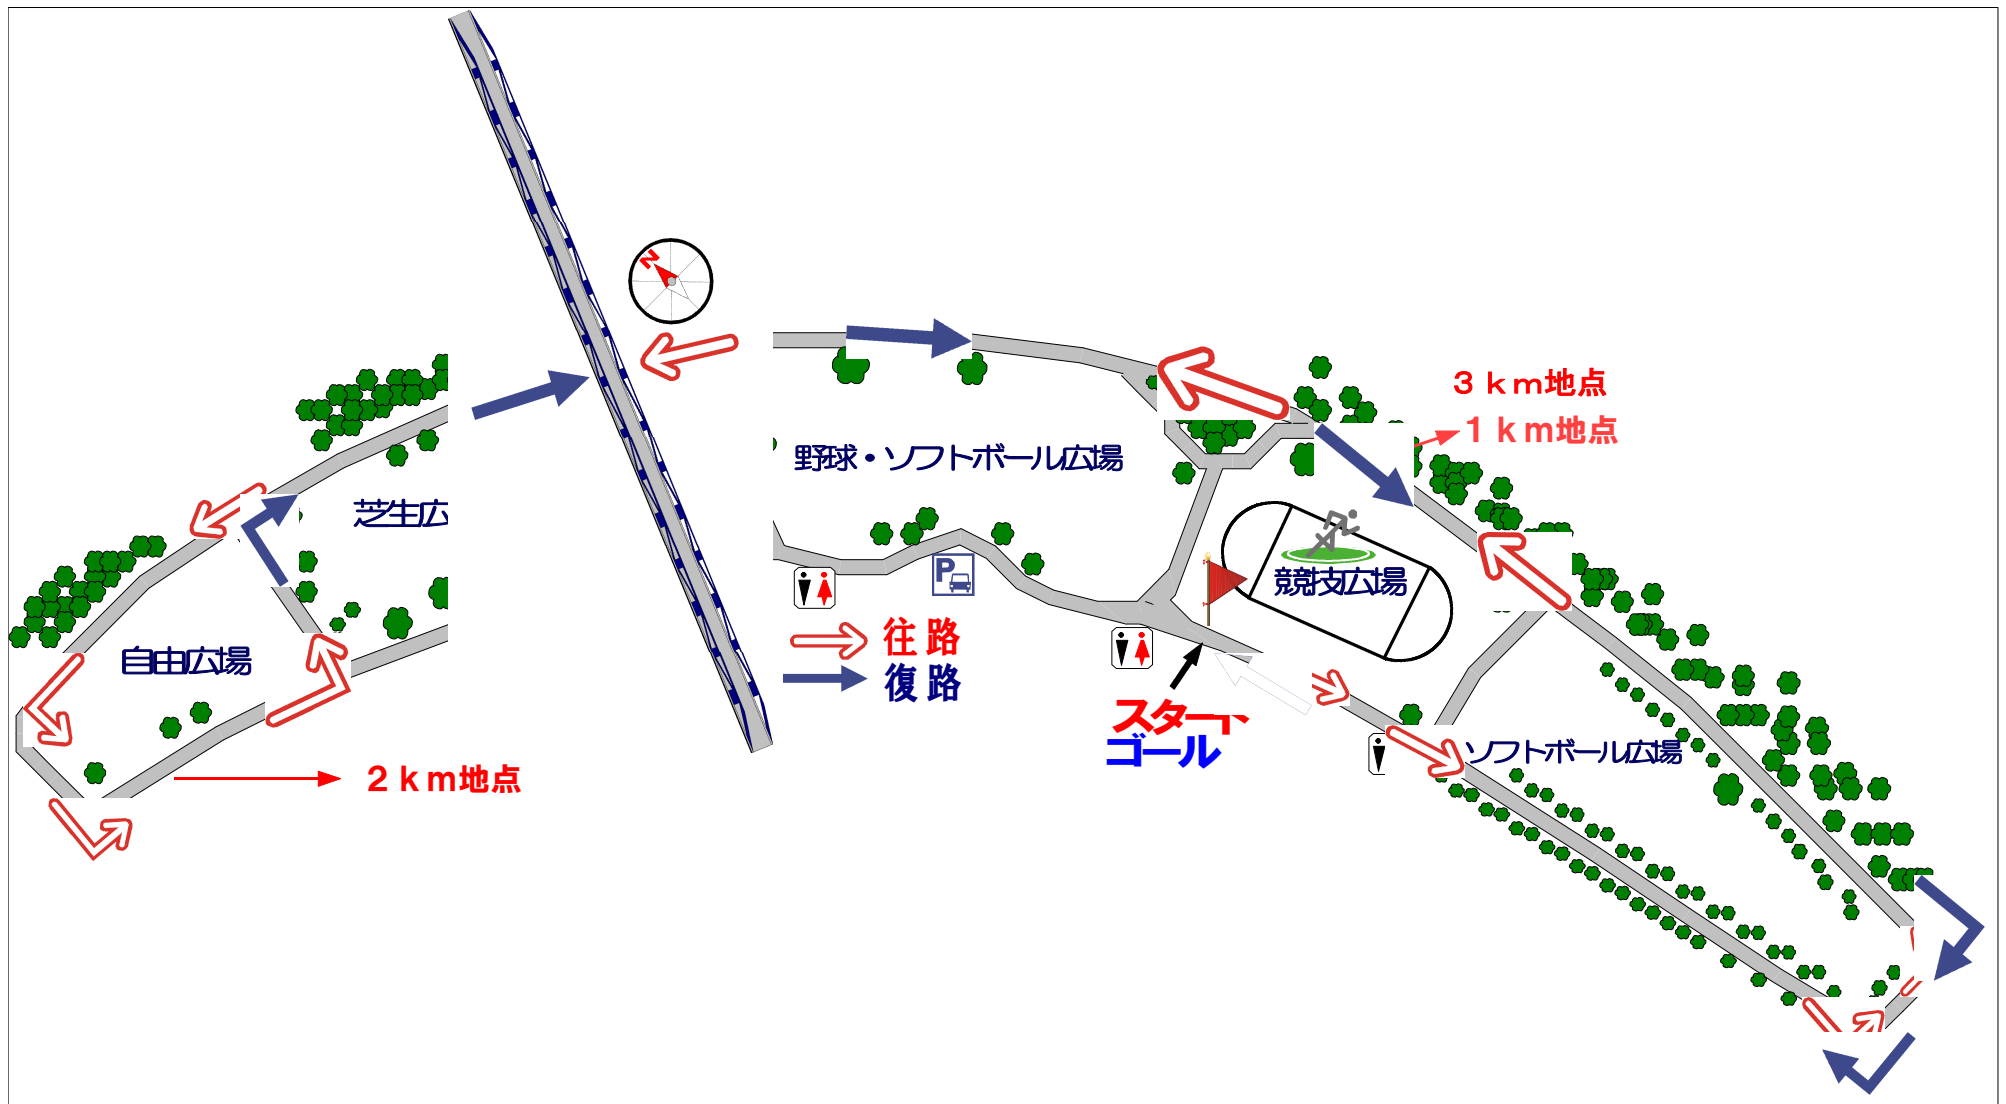 N
３ｋｍ地点
１ｋｍ地点
野球・ソフトボール広場
芝生広
競技広場
P
往路
自由広場
復路
スタート
ゴール
ソフトボール広場
２ｋｍ地点